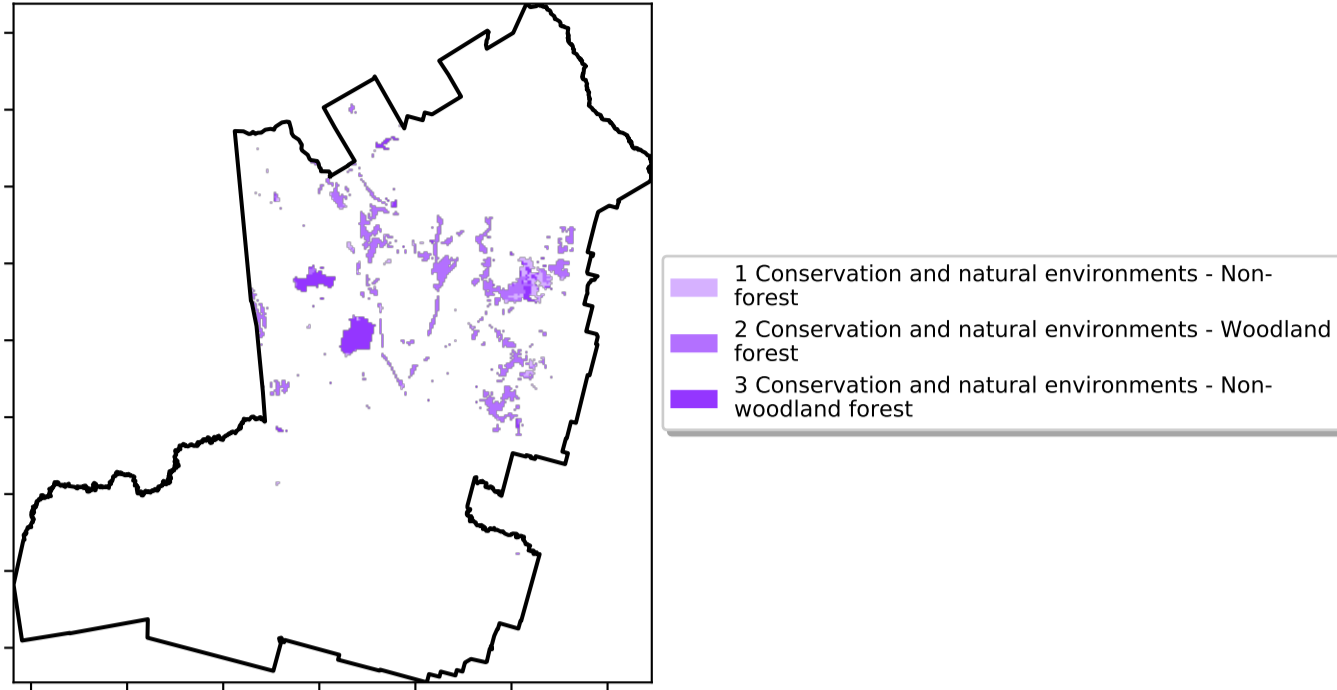 1 Conservation and natural environments - Non-
forest
2 Conservation and natural environments - Woodland
forest
3 Conservation and natural environments - Non-
woodland forest